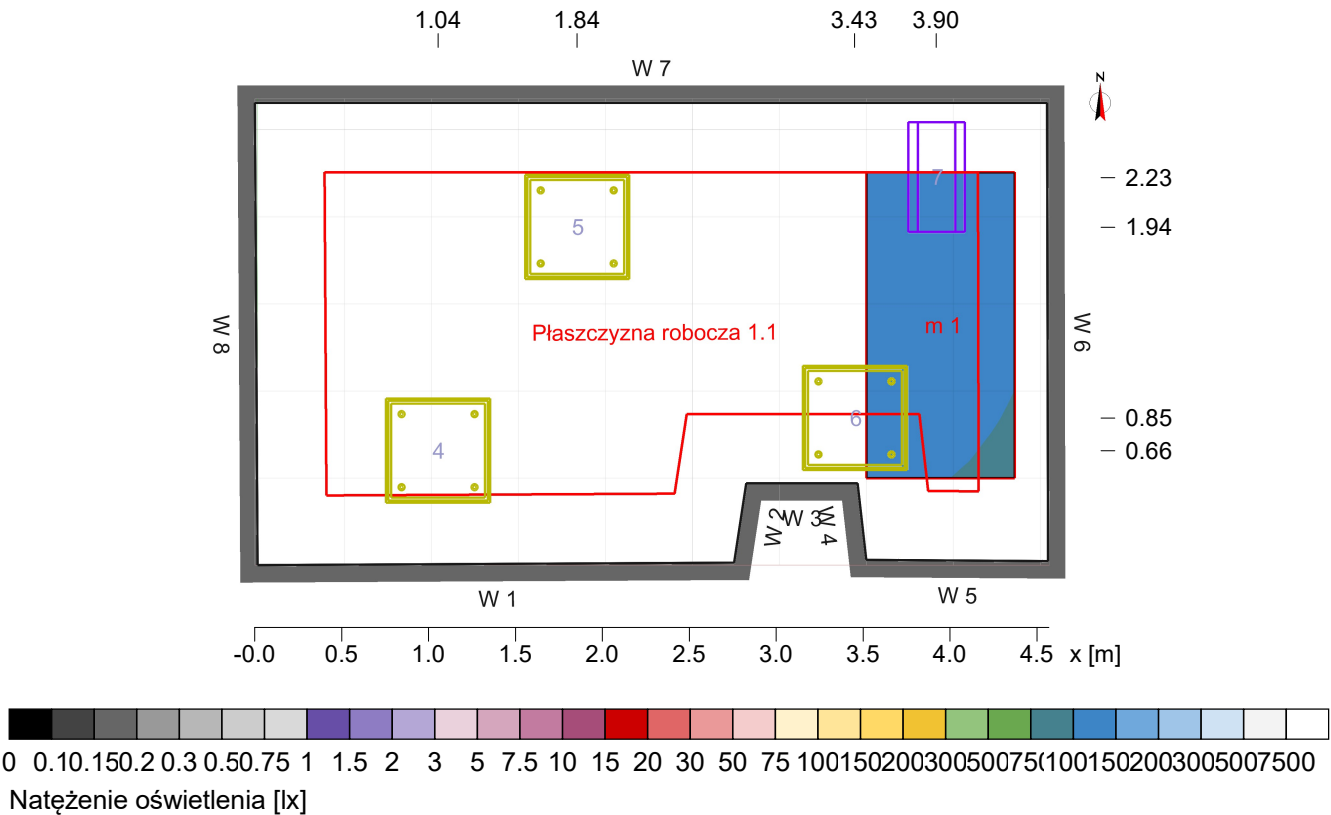 1.04 1.84 3.43 3.90
W 7
N
7
2.23
5
1.94
W 8
Płaszczyzna robocza 1.1
m 1
W 6
6
0.85
4
0.66
W 2
W 3
W 4
W 1
W 5
-0.0 0.5 1.0 1.5 2.0 2.5 3.0 3.5 4.0 4.5 x [m]
0 0.10.150.2 0.3 0.50.75 1 1.5 2 3 5 7.5 10 15 20 30 50 75 1001502003005007501001502003005007500
Natężenie oświetlenia [lx]